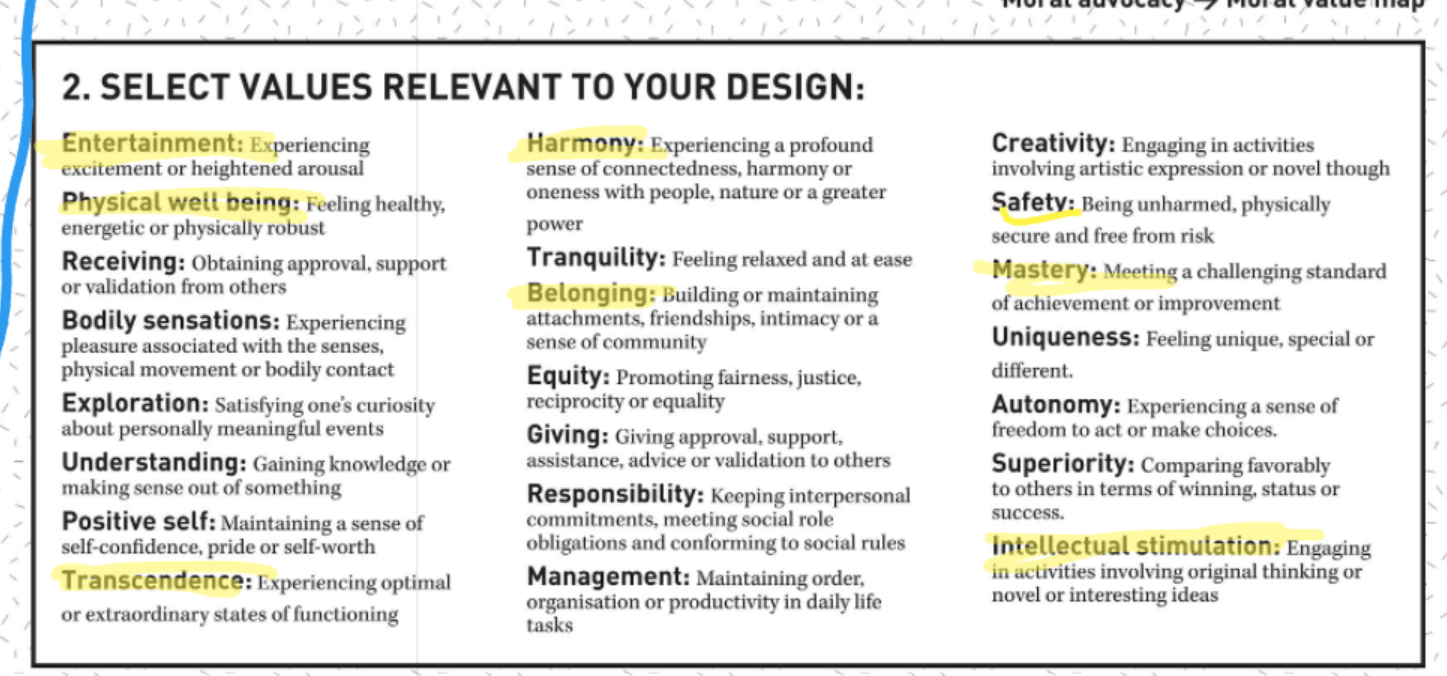 Moral advocacy → Moral value map
2. SELECT VALUES RELEVANT TO YOUR DESIGN:
Entertainment: Experiencing
excitement or heightened arousal
Physical well being: Feeling healthy,
energetic or physically robust
Receiving: Obtaining approval, support
or validation from others
Bodily sensations: Experiencing
pleasure associated with the senses,
physical movement or bodily contact
Exploration: Satisfying one's curiosity
about personally meaningful events
Understanding: Gaining knowledge or
making sense out of something
Positive self: Maintaining a sense of
self-confidence, pride or self-worth
Transcendence: Experiencing optimal
or extraordinary states of functioning
Harmony: Experiencing a profound
sense of connectedness, harmony or
oneness with people, nature or a greater
power
Tranquility: Feeling relaxed and at ease
Belonging: Building or maintaining
attachments, friendships, intimacy or a
sense of community
Equity: Promoting fairness, justice,
reciprocity or equality
Giving: Giving approval, support,
assistance, advice or validation to others
Responsibility: Keeping interpersonal
commitments, meeting social role
obligations and conforming to social rules
Management: Maintaining order,
organisation or productivity in daily life
tasks
Creativity: Engaging in activities
involving artistic expression or novel though
Safety: Being unharmed, physically
secure and free from risk
Mastery: Meeting a challenging standard
of achievement or improvement
Uniqueness: Feeling unique, special or
different.
Autonomy: Experiencing a sense of
freedom to act or make choices.
Superiority: Comparing favorably
to others in terms of winning, status or
success.
Intellectual stimulation: Engaging
in activities involving original thinking or
novel or interesting ideas